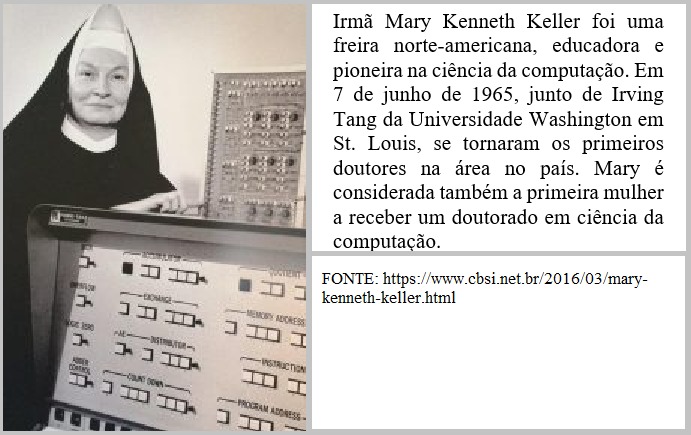 Irmã Mary Kenneth Keller foi uma
freira norte-americana, educadora e
pioneira na ciência da computação. Em
7 de junho de 1965, junto de Irving
Tang da Universidade Washington em
St. Louis, se tornaram os primeiros
doutores na área no país. Mary é
considerada também a primeira mulher
a receber um doutorado em ciência da
computação.
FONTE: https://www.cbsi.net.br/2016/03/mary-
kenneth-keller.html
ACCUMULATOR
QUOTIENT
EXCHANGE
MEMORY ADDRESS
AE
DISTRIBUTOR
INSTRUCTION
ADDER
CONTROL
COUNT DOWN
PROGRAM ADDRESS